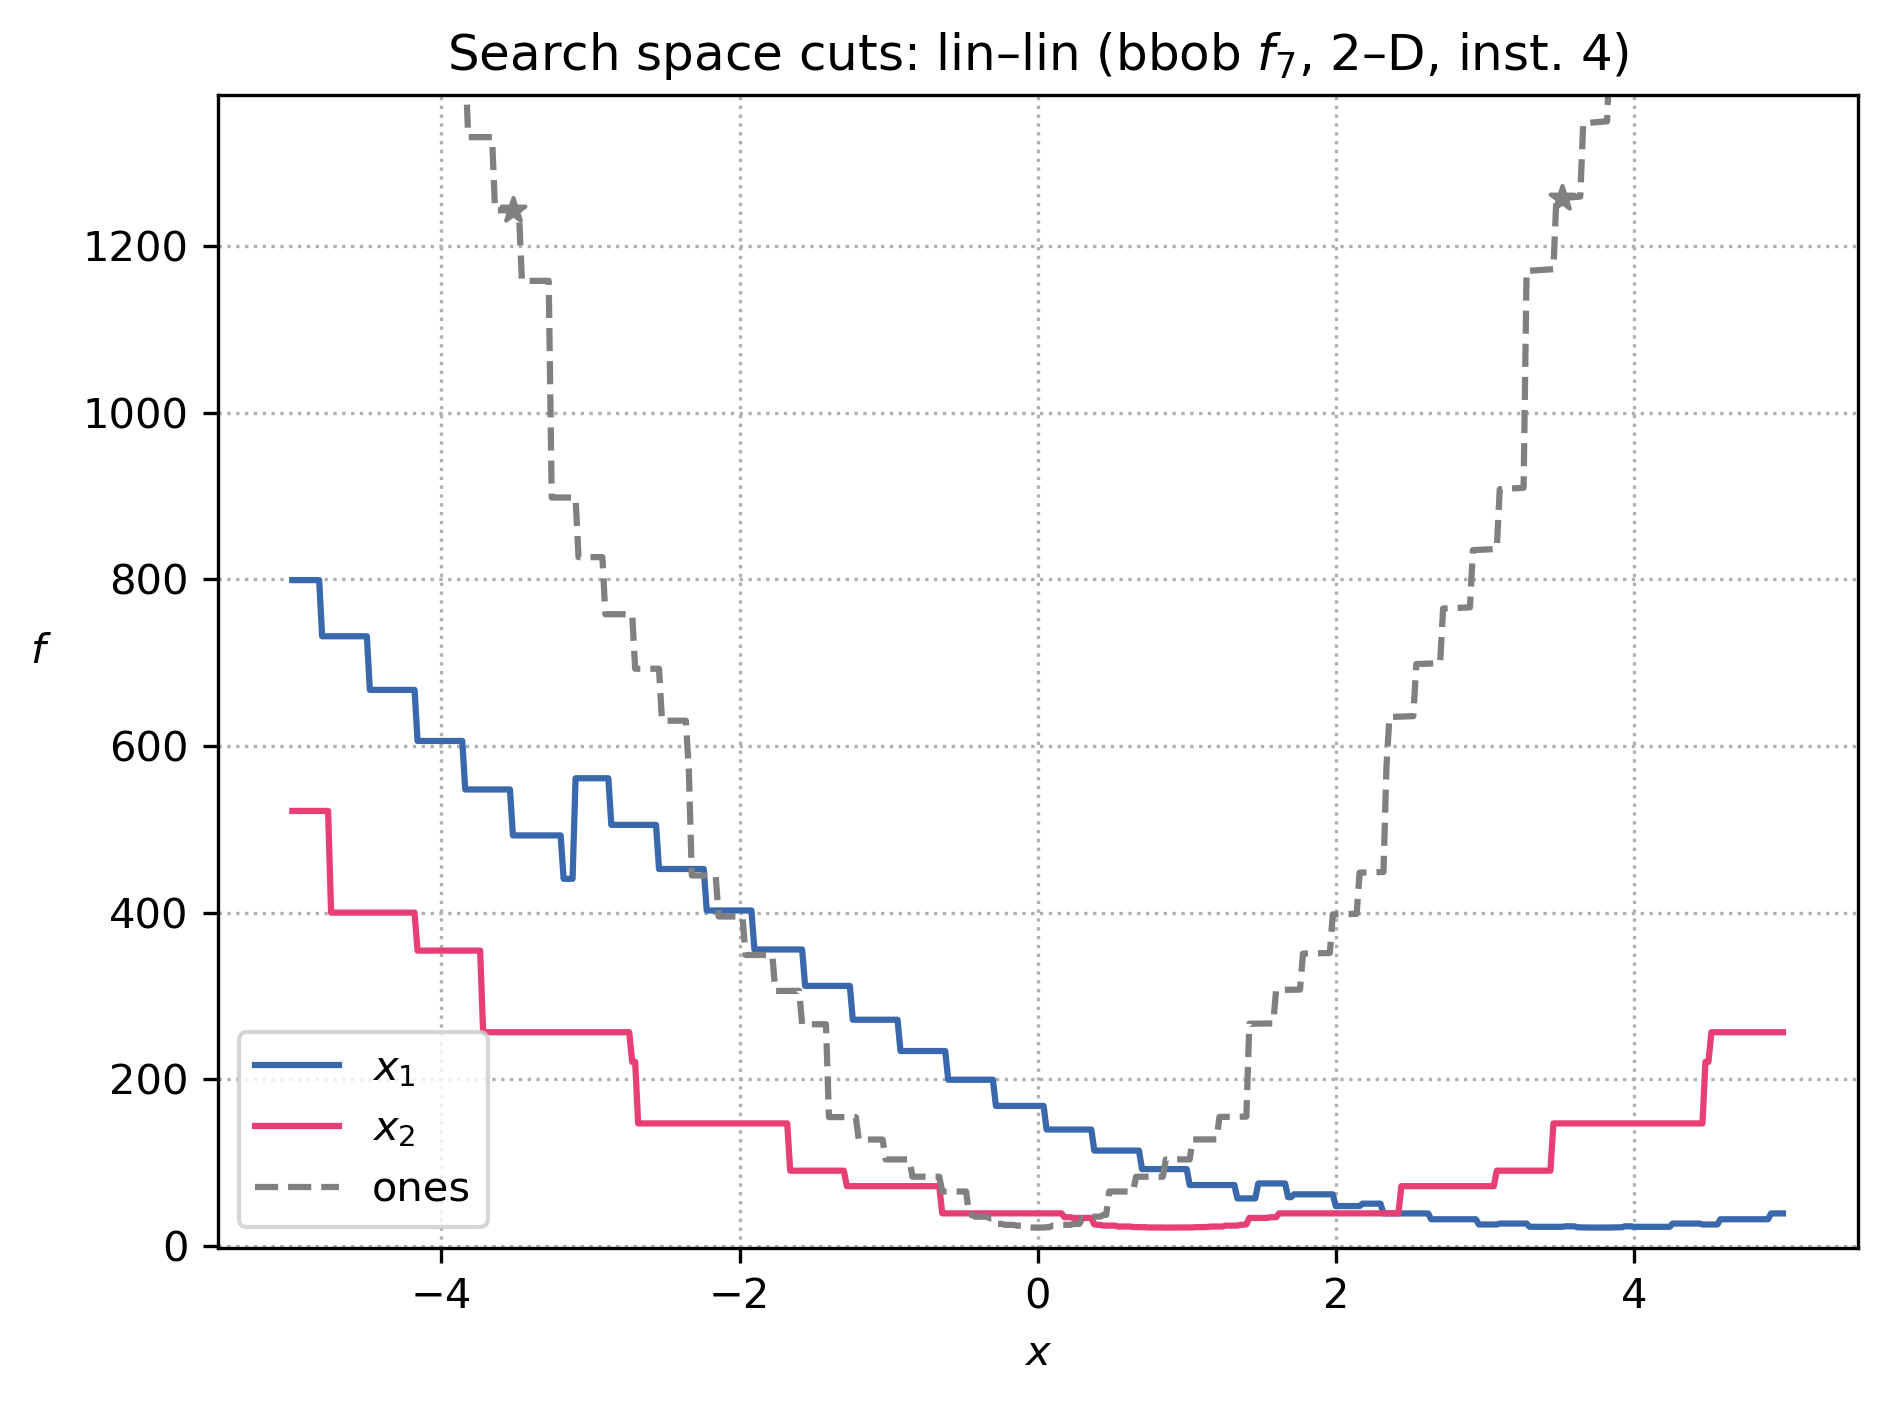 Search space cuts: lin–lin (bbob f₇, 2–D, inst. 4)
f
1200
1000
800
600
400
200
0
x₁
x₂
ones
−4 −2 0 2 4
x